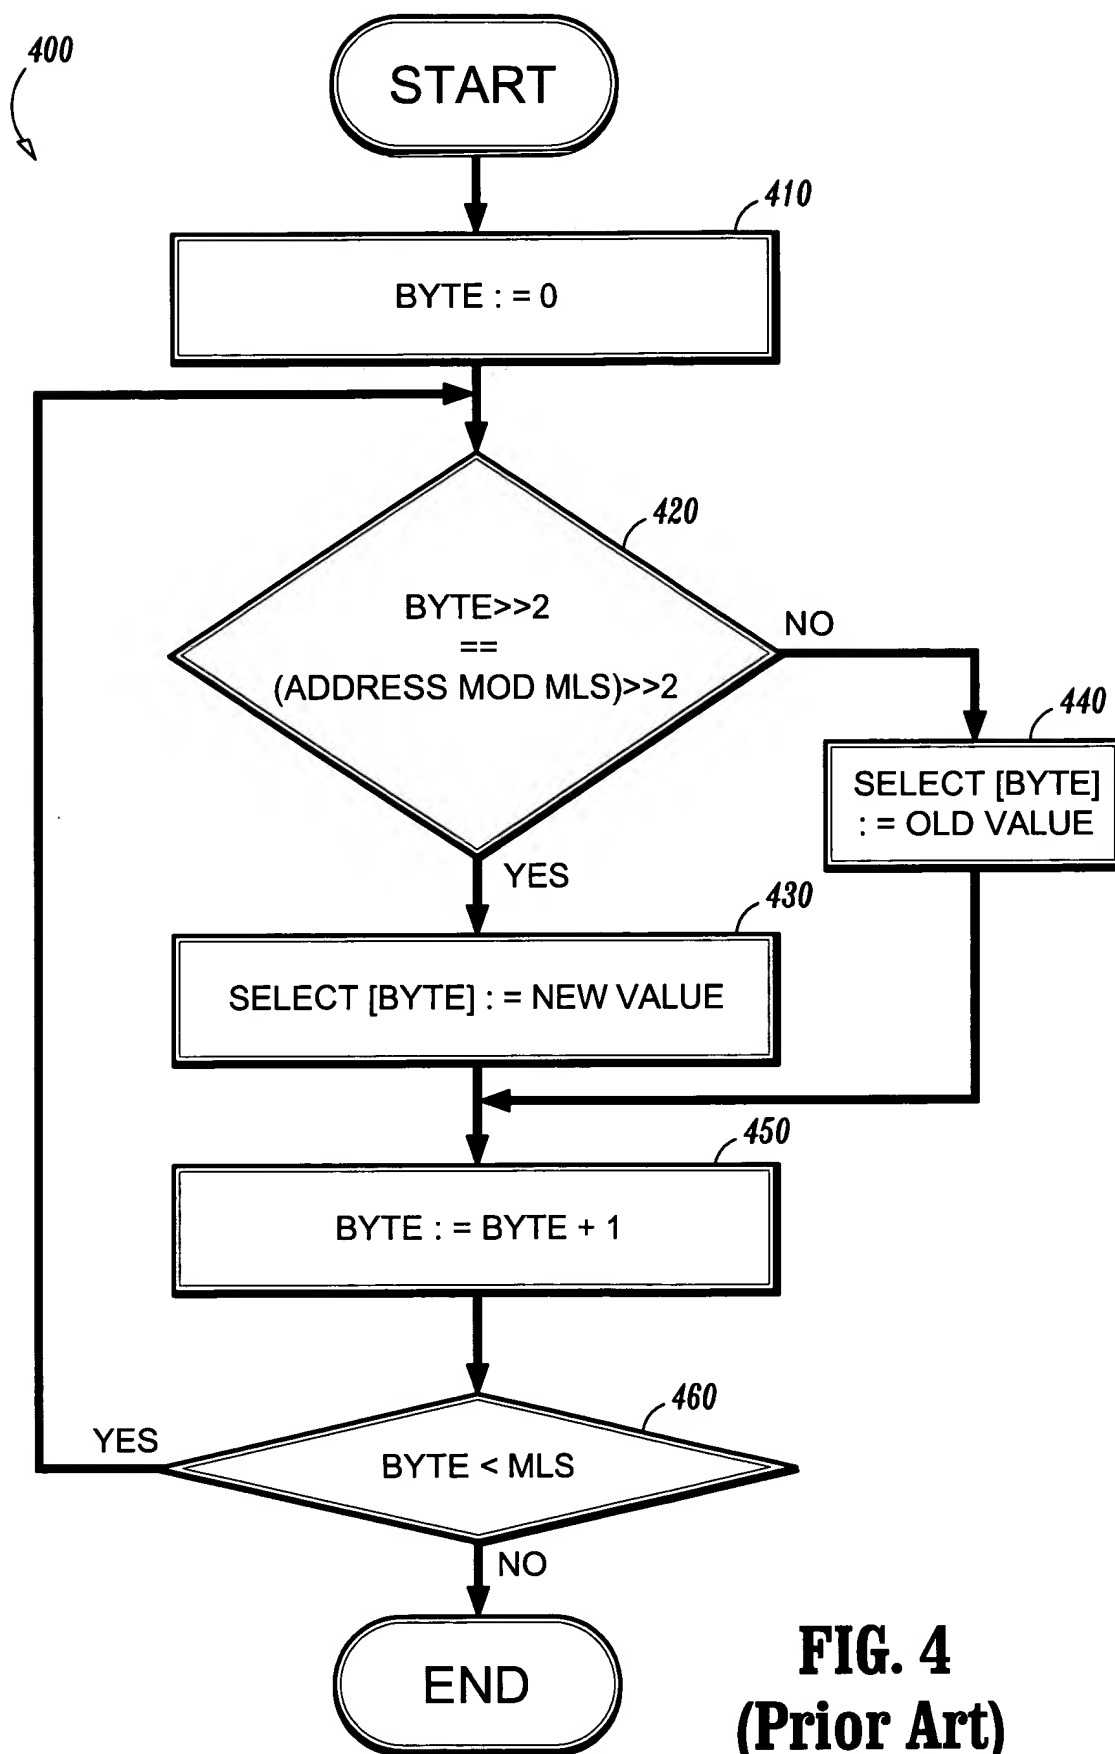 400
START
410
BYTE : = 0
420
BYTE>>2
==
(ADDRESS MOD MLS)>>2
NO
440
SELECT [BYTE]
: = OLD VALUE
YES
430
SELECT [BYTE] : = NEW VALUE
450
BYTE : = BYTE + 1
460
YES
BYTE < MLS
NO
END
FIG. 4
(Prior Art)